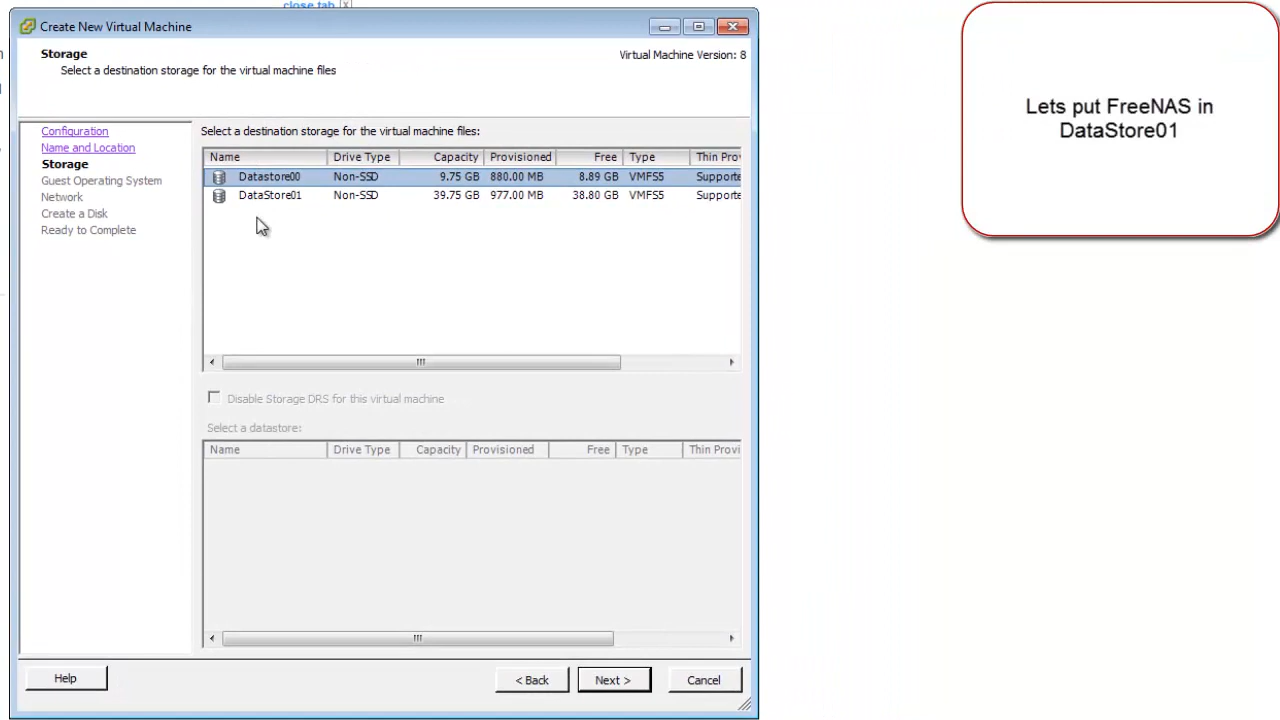 close tab x
Create New Virtual Machine
Storage
Select a destination storage for the virtual machine files
Virtual Machine Version: 8
Lets put FreeNAS in
DataStore01
Configuration
Name and Location
Storage
Guest Operating System
Network
Create a Disk
Ready to Complete
Select a destination storage for the virtual machine files:
Name Drive Type Capacity Provisioned Free Type Thin Prov
Datastore00 Non-SSD 9.75 GB 880.00 MB 8.89 GB VMFS5 Supporte
DataStore01 Non-SSD 39.75 GB 977.00 MB 38.80 GB VMFS5 Supporte
Disable Storage DRS for this virtual machine
Select a datastore:
Name Drive Type Capacity Provisioned Free Type Thin Provi
Help
< Back
Next >
Cancel